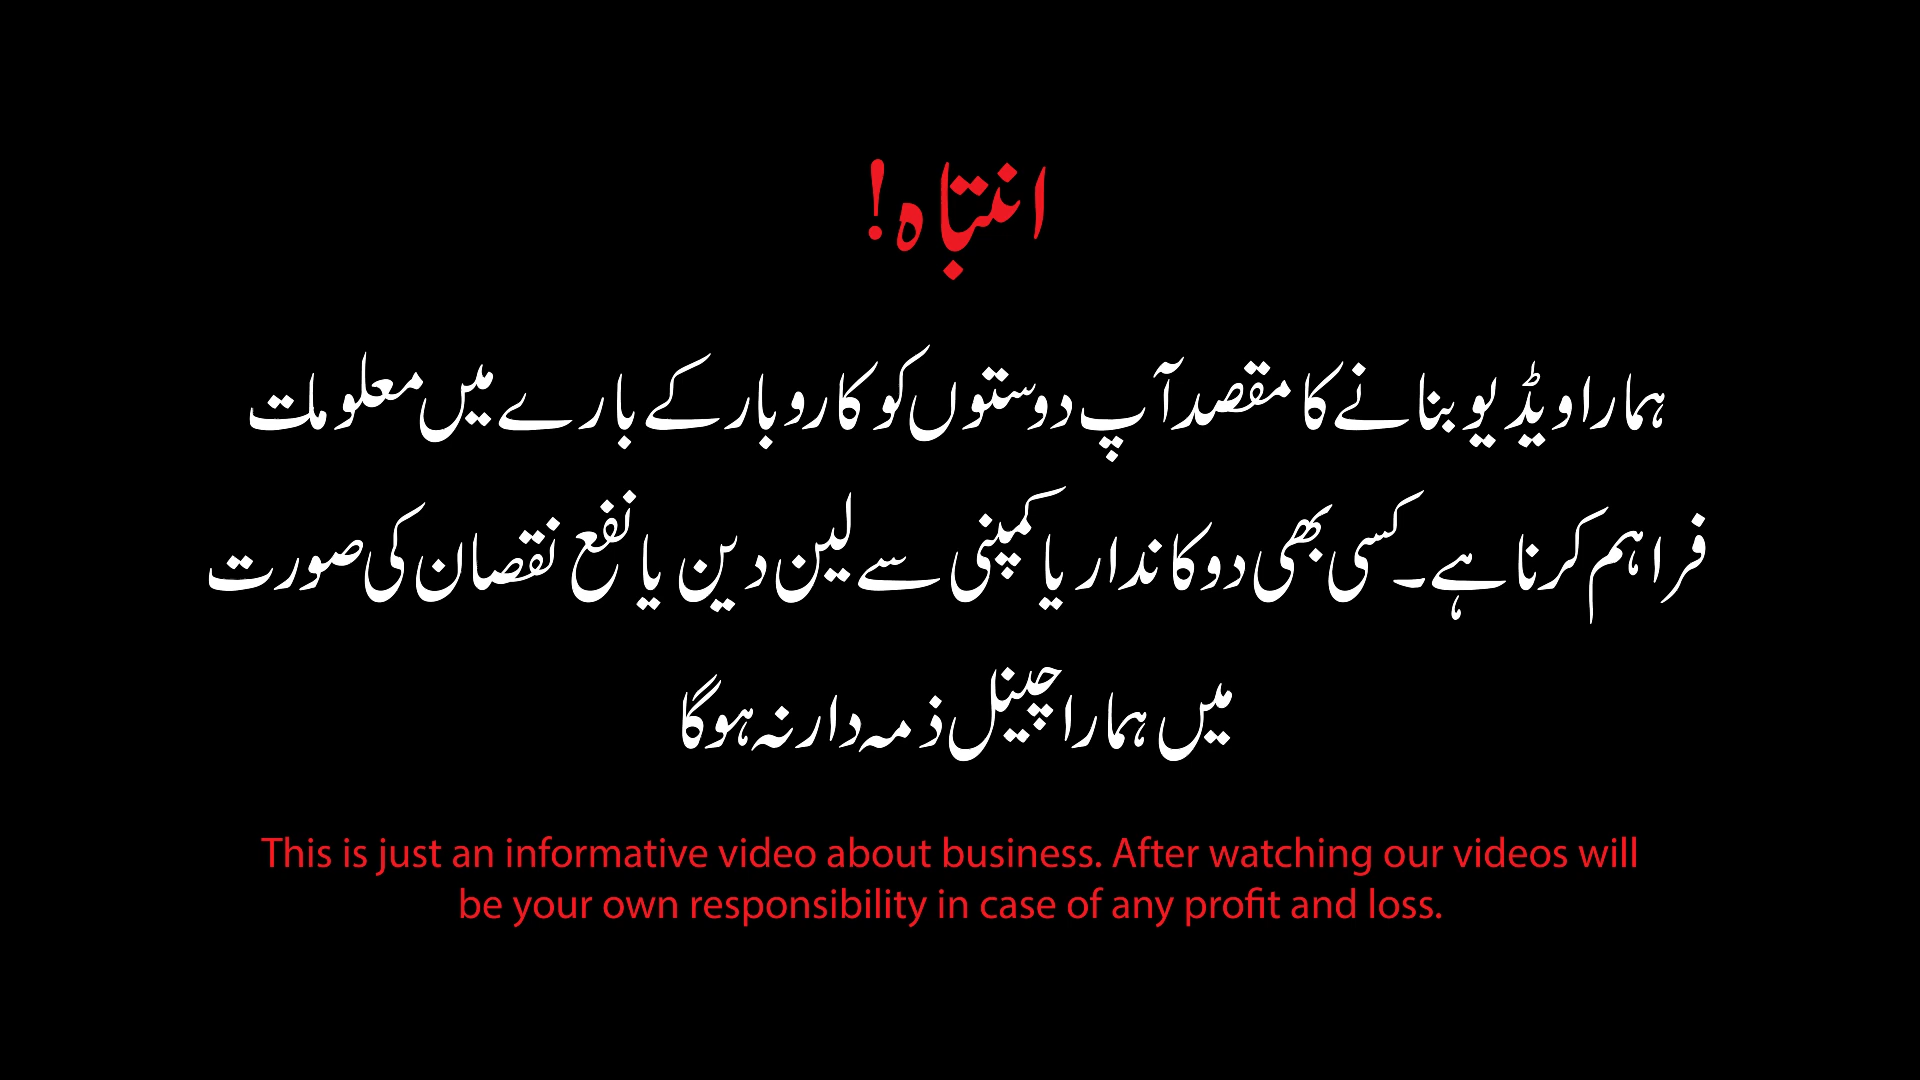 انتباہ!
ہمارا ویڈیو بنانے کا مقصد آپ دوستوں کو کاروبار کے بارے میں معلومات
فراہم کرنا ہے۔ کسی بھی دوکاندار یا کمپنی سے لین دین یا نفع نقصان کی صورت
میں ہمارا چینل ذمہ دار نہ ہوگا
This is just an informative video about business. After watching our videos will
be your own responsibility in case of any profit and loss.